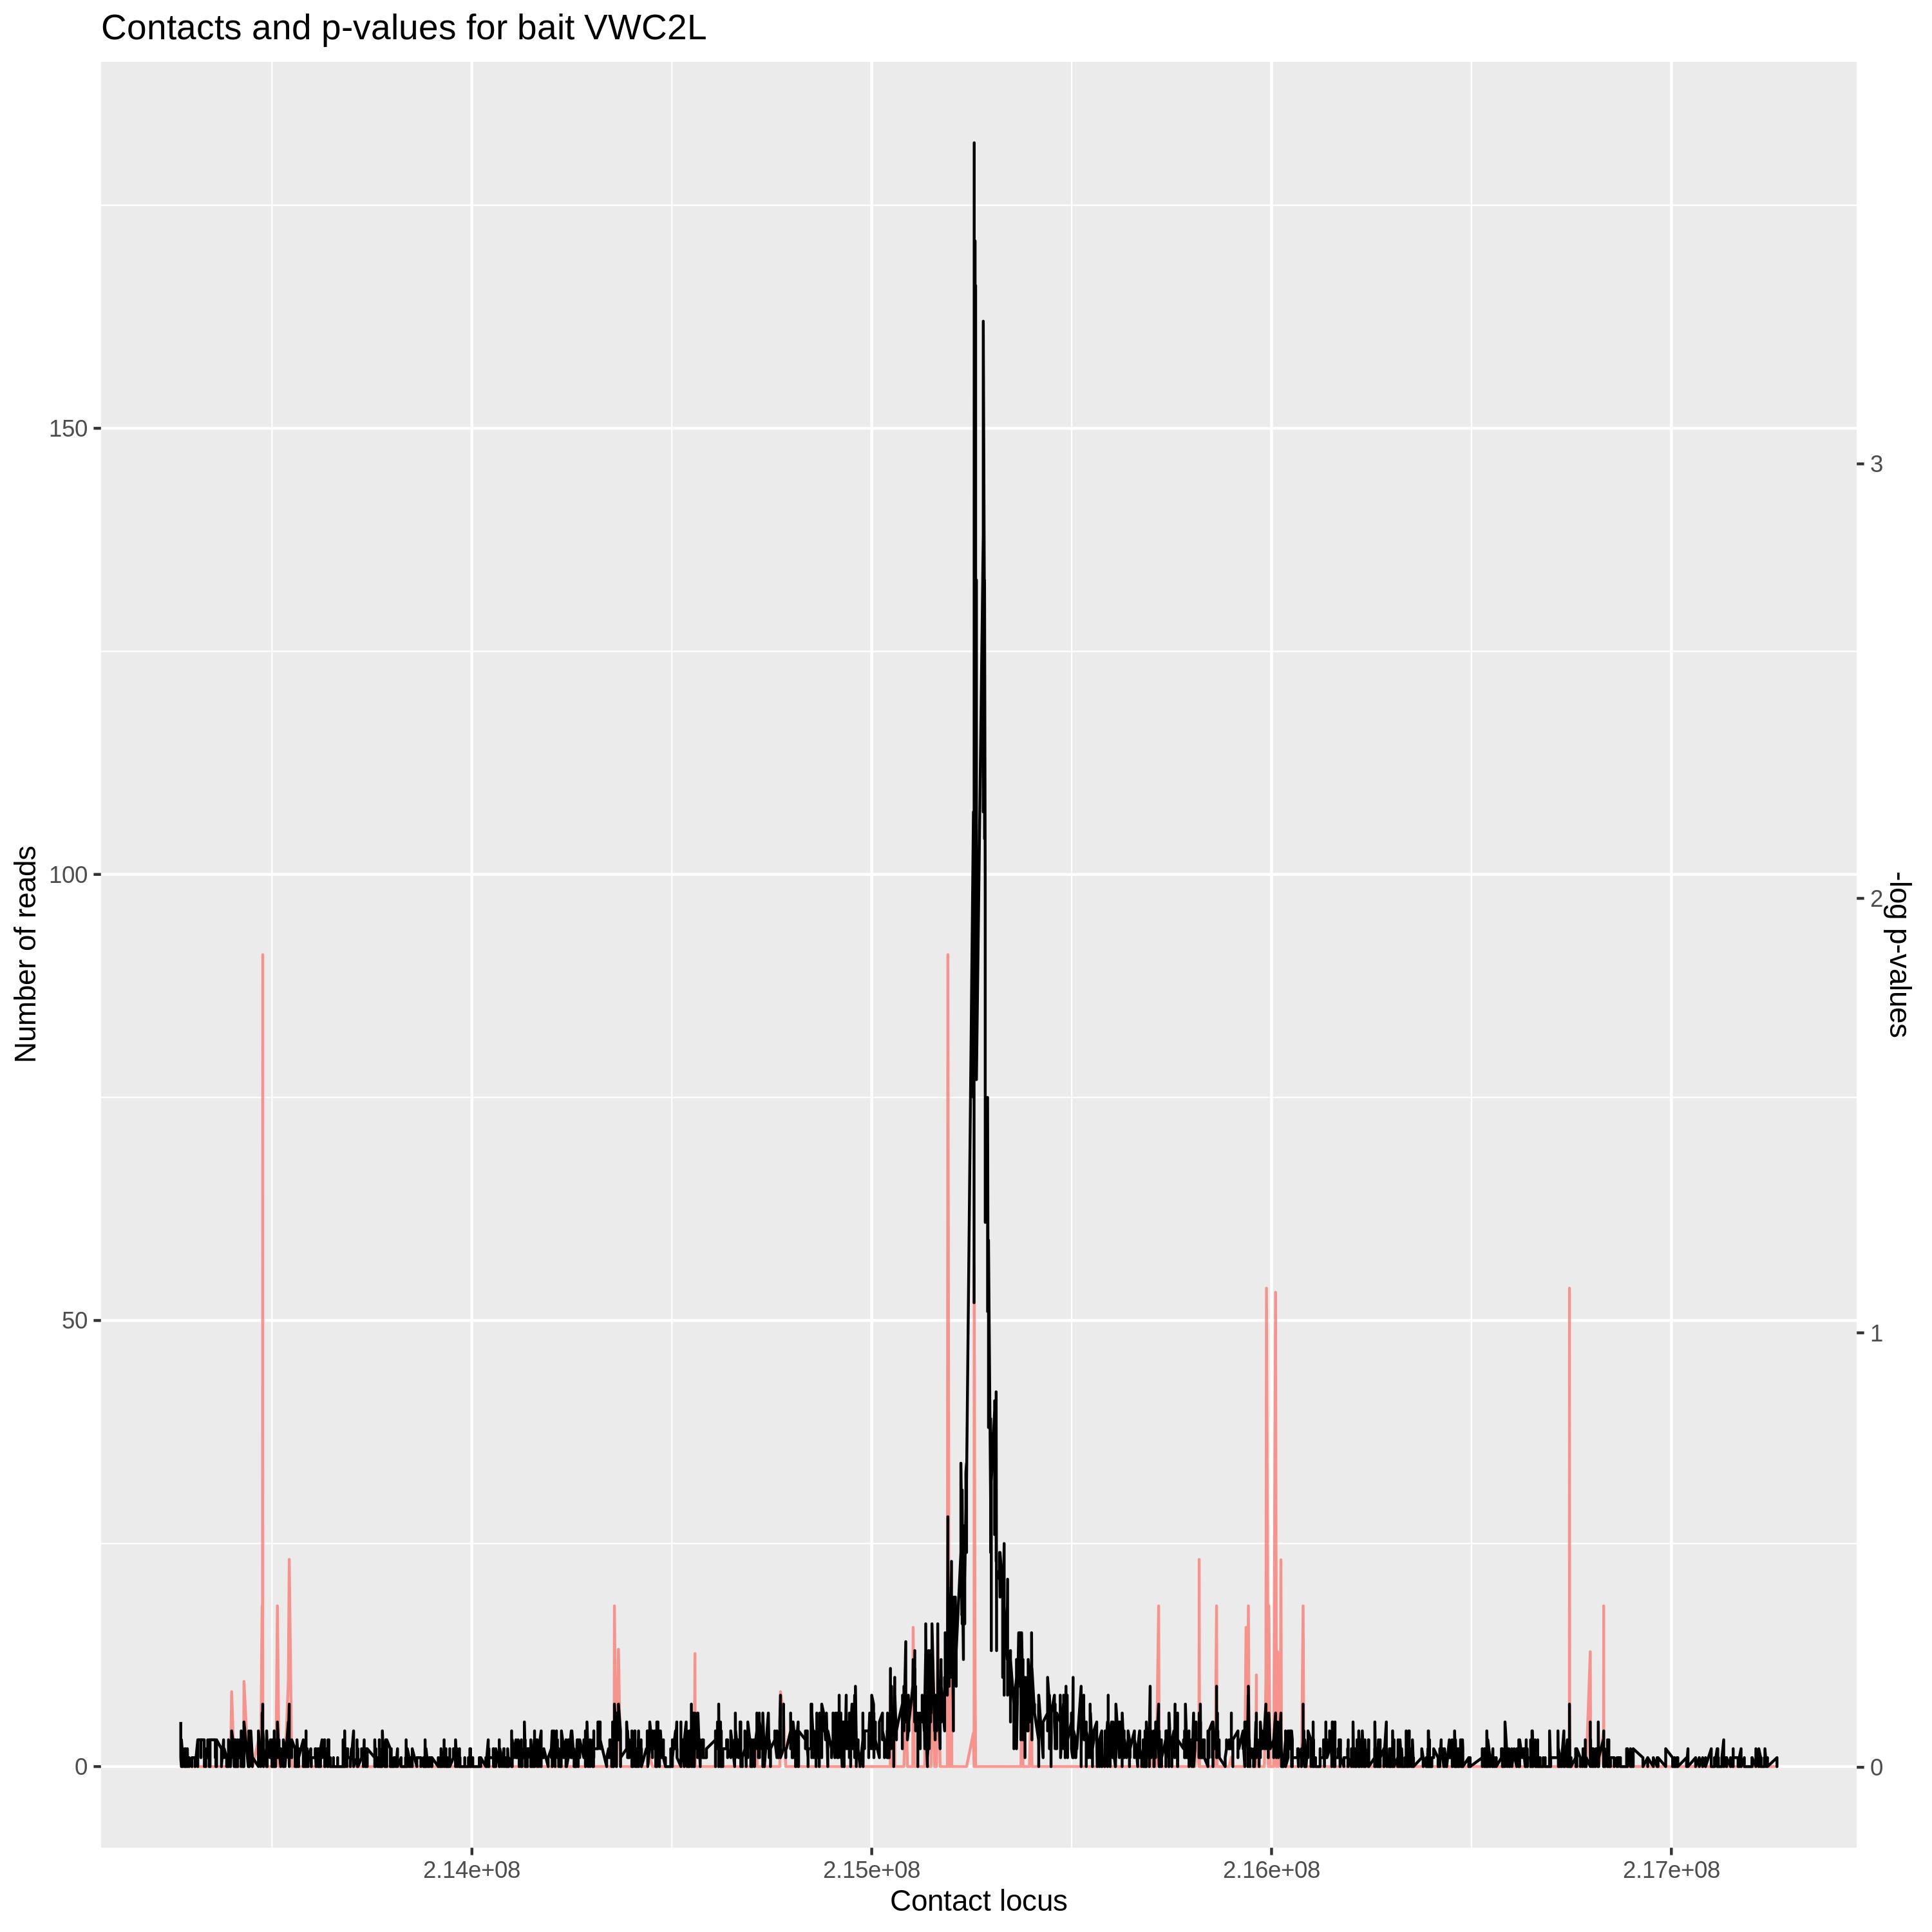 Contacts and p-values for bait VWC2L
Number of reads
150
100
50
0
3
2
1
0
-log p-values
2.14e+08
2.15e+08
2.16e+08
2.17e+08
Contact locus